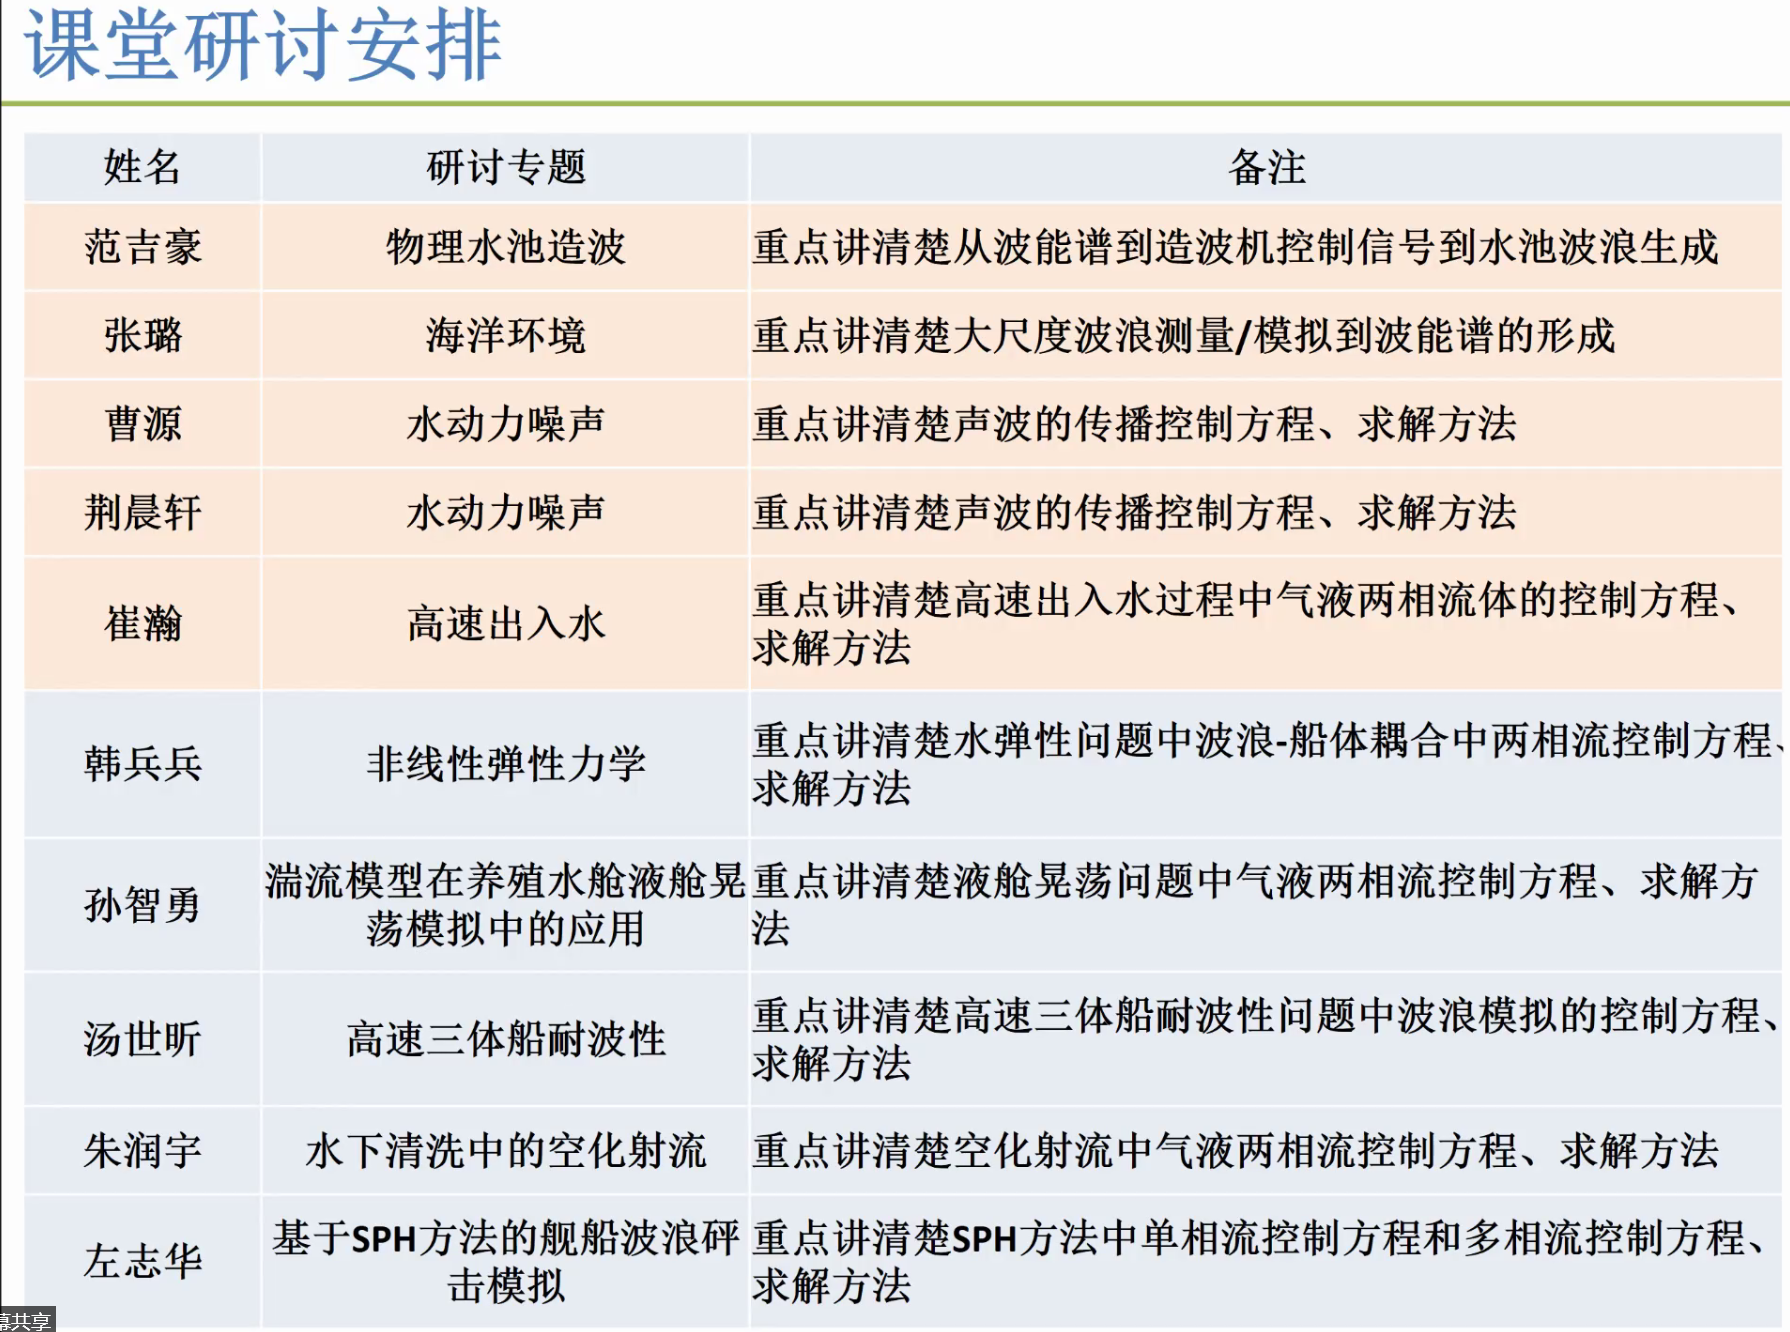 课堂研讨安排
姓名 研讨专题 备注
范吉豪 物理水池造波 重点讲清楚从波能谱到造波机控制信号到水池波浪生成
张璐 海洋环境 重点讲清楚大尺度波浪测量/模拟到波能谱的形成
曹源 水动力噪声 重点讲清楚声波的传播控制方程、求解方法
荆晨轩 水动力噪声 重点讲清楚声波的传播控制方程、求解方法
崔瀚 高速出入水 重点讲清楚高速出入水过程中气液两相流体的控制方程、
求解方法
韩兵兵 非线性弹性力学 重点讲清楚水弹性问题中波浪-船体耦合中两相流控制方程、
求解方法
孙智勇 湍流模型在养殖水舱液舱晃 重点讲清楚液舱晃荡问题中气液两相流控制方程、求解方
荡模拟中的应用 法
汤世昕 高速三体船耐波性 重点讲清楚高速三体船耐波性问题中波浪模拟的控制方程、
求解方法
朱润宇 水下清洗中的空化射流 重点讲清楚空化射流中气液两相流控制方程、求解方法
左志华 基于SPH方法的舰船波浪砰 重点讲清楚SPH方法中单相流控制方程和多相流控制方程、
击模拟 求解方法
幕共享